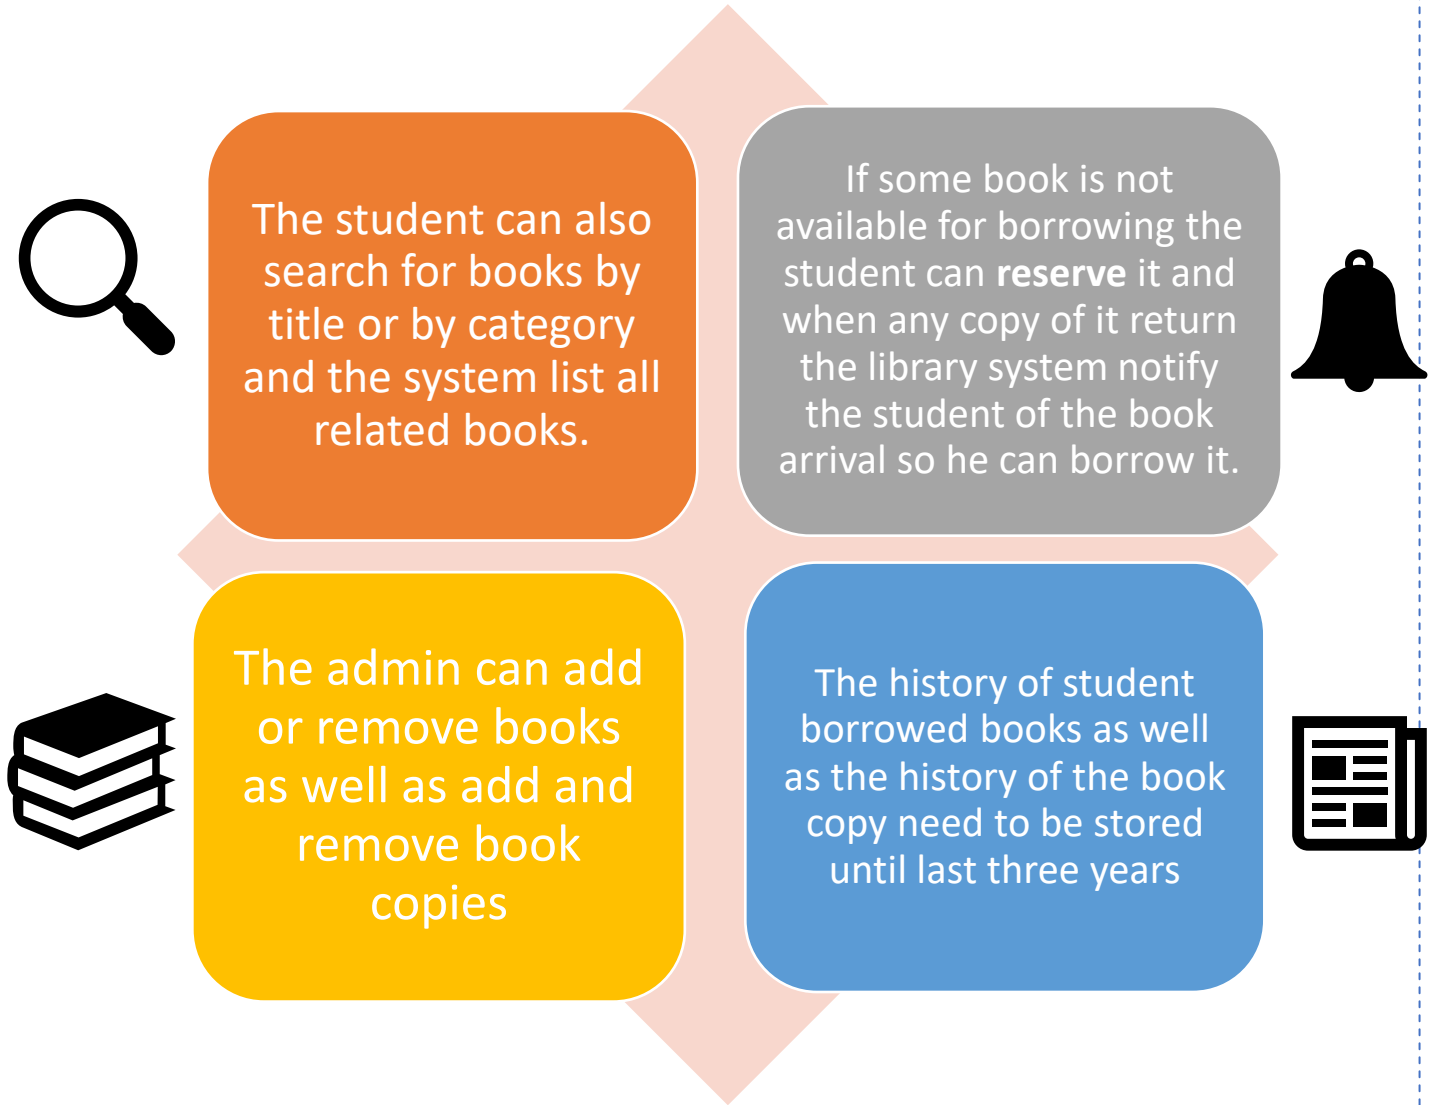 The student can also
search for books by
title or by category
and the system list all
related books.
If some book is not
available for borrowing the
student can reserve it and
when any copy of it return
the library system notify
the student of the book
arrival so he can borrow it.
The admin can add
or remove books
as well as add and
remove book
copies
The history of student
borrowed books as well
as the history of the book
copy need to be stored
until last three years